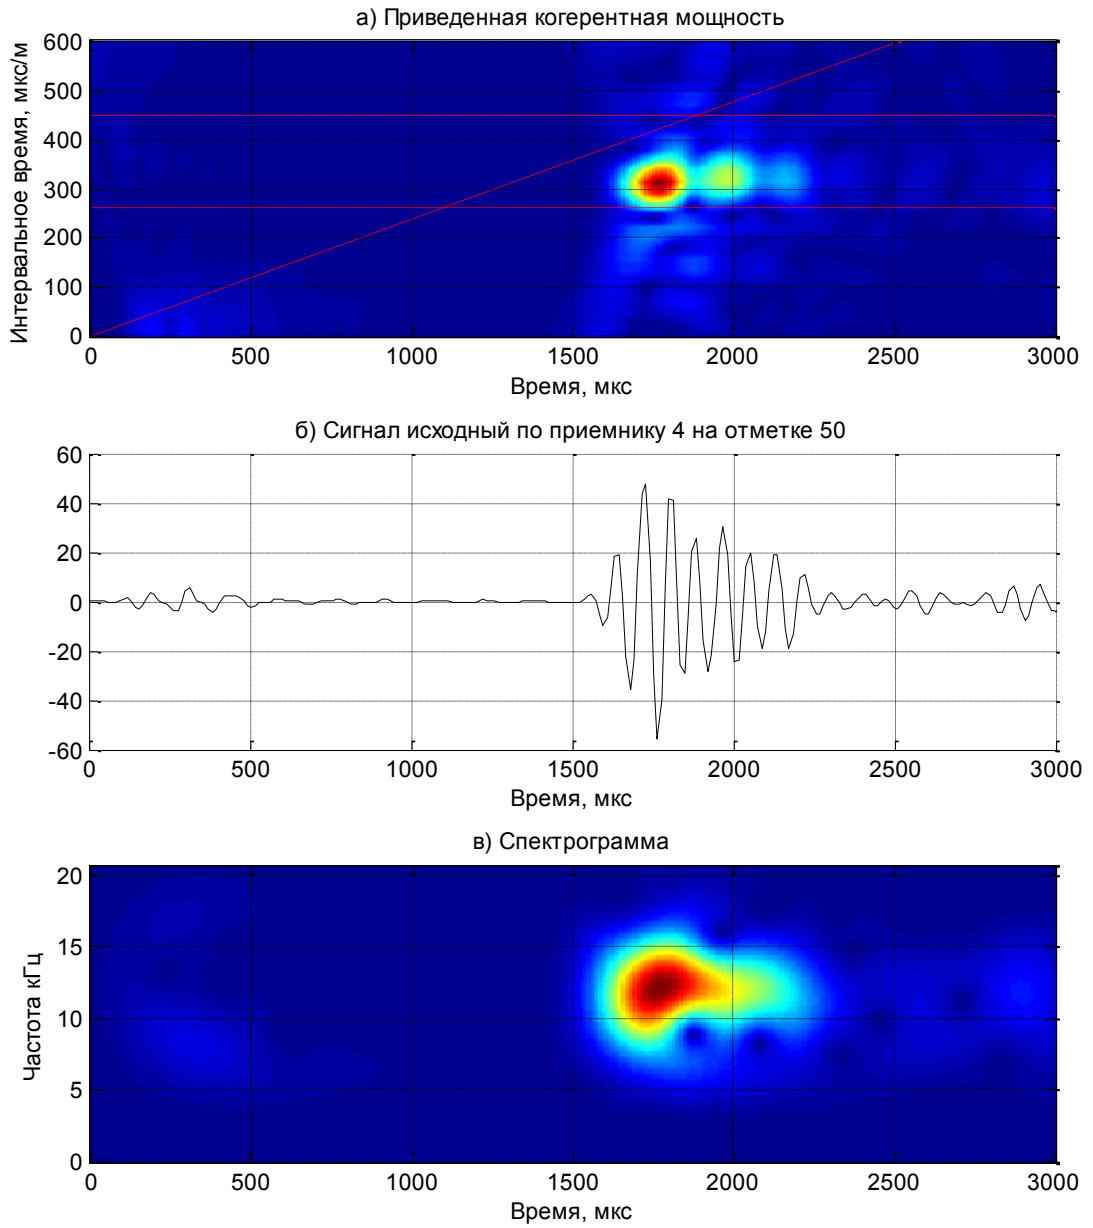 а) Приведенная когерентная мощность
Интервальное время, мкс/м
600
500
400
300
200
100
0
0 500 1000 1500 2000 2500 3000
Время, мкс
б) Сигнал исходный по приемнику 4 на отметке 50
60
40
20
0
-20
-40
-60
0 500 1000 1500 2000 2500 3000
Время, мкс
в) Спектрограмма
Частота кГц
20
15
10
5
0
0 500 1000 1500 2000 2500 3000
Время, мкс